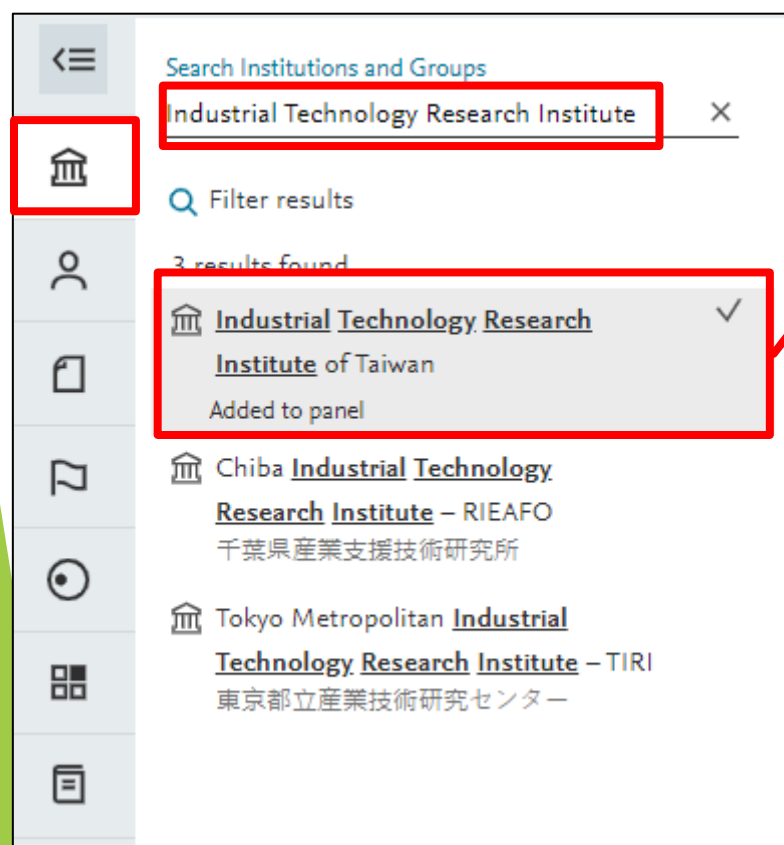 Search Institutions and Groups
Industrial Technology Research Institute
Filter results
3 results found
Industrial Technology Research
Institute of Taiwan
Added to panel
Chiba Industrial Technology
Research Institute – RIEAFO
千葉県産業支援技術研究所
Tokyo Metropolitan Industrial
Technology Research Institute – TIRI
東京都立産業技術研究センター